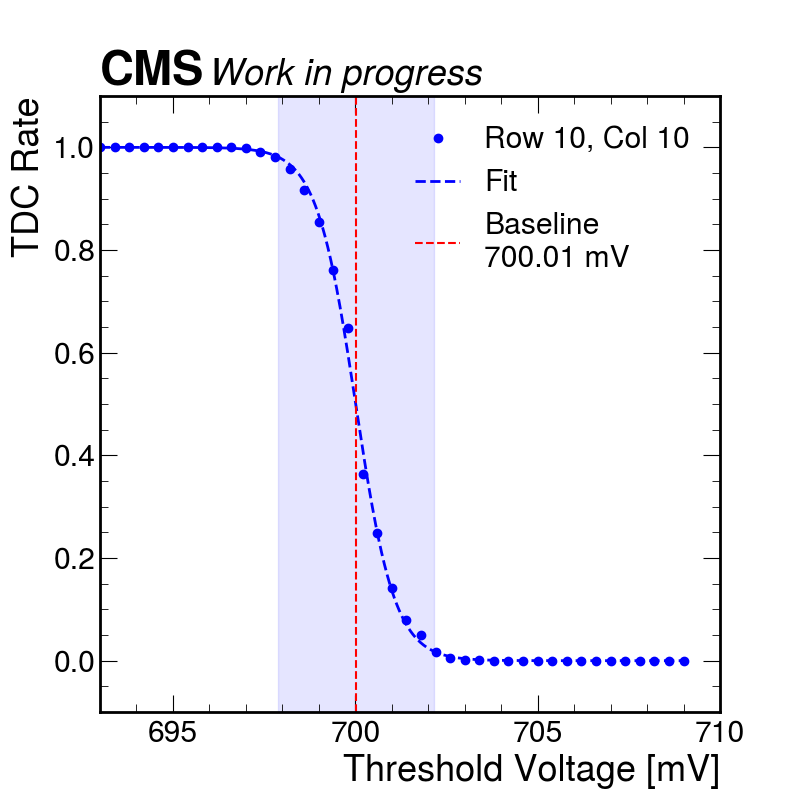 CMS Work in progress
TDC Rate
1.0
0.8
0.6
0.4
0.2
0.0
Row 10, Col 10
Fit
Baseline
700.01 mV
695 700 705 710
Threshold Voltage [mV]